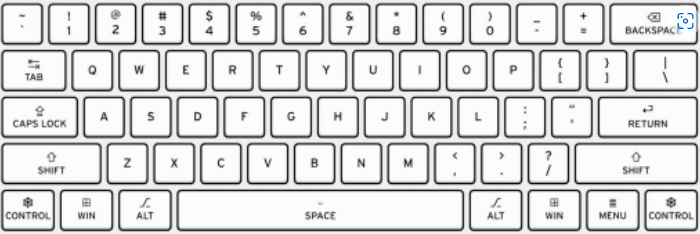 ~ ! @ # $ % ^ & * ( ) _ +
` 1 2 3 4 5 6 7 8 9 0 - = BACKSPACE
TAB Q W E R T Y U I O P { [ } ] | \
CAPS LOCK A S D F G H J K L : ; " ' RETURN
SHIFT Z X C V B N M < , > . ? / SHIFT
CONTROL WIN ALT SPACE ALT WIN MENU CONTROL